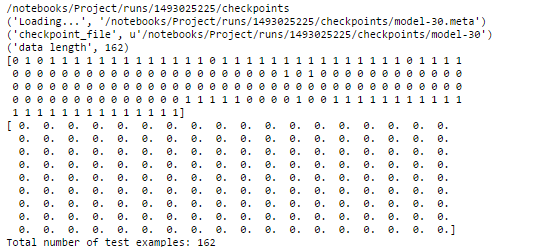 /notebooks/Project/runs/1493025225/checkpoints
('Loading...', '/notebooks/Project/runs/1493025225/checkpoints/model-30.meta')
('checkpoint_file', u'/notebooks/Project/runs/1493025225/checkpoints/model-30')
('data length', 162)
[0 1 0 1 1 1 1 1 1 1 1 1 1 1 1 1 0 1 1 1 1 1 1 1 1 1 1 1 1 1 1 1 0 1 1 1 1
0 0 0 0 0 0 0 0 0 0 0 0 0 0 0 0 0 0 0 0 0 0 1 0 1 0 0 0 0 0 0 0 0 0 0 0 0
0 0 0 0 0 0 0 0 0 0 0 0 0 0 0 0 0 0 0 0 0 0 0 0 0 0 0 0 0 0 0 0 0 0 0 0 0
0 0 0 0 0 0 0 0 0 0 0 0 0 0 1 1 1 1 1 0 0 0 0 1 0 0 1 1 1 1 1 1 1 1 1 1 1
1 1 1 1 1 1 1 1 1 1 1 1 1 1]
[ 0. 0. 0. 0. 0. 0. 0. 0. 0. 0. 0. 0. 0. 0. 0. 0. 0. 0.
0. 0. 0. 0. 0. 0. 0. 0. 0. 0. 0. 0. 0. 0. 0. 0. 0. 0.
0. 0. 0. 0. 0. 0. 0. 0. 0. 0. 0. 0. 0. 0. 0. 0. 0. 0.
0. 0. 0. 0. 0. 0. 0. 0. 0. 0. 0. 0. 0. 0. 0. 0. 0. 0.
0. 0. 0. 0. 0. 0. 0. 0. 0. 0. 0. 0. 0. 0. 0. 0. 0. 0.
0. 0. 0. 0. 0. 0. 0. 0. 0. 0. 0. 0. 0. 0. 0. 0. 0. 0.
0. 0. 0. 0. 0. 0. 0. 0. 0. 0. 0. 0. 0. 0. 0. 0. 0. 0.
0. 0. 0. 0. 0. 0. 0. 0. 0. 0. 0. 0. 0. 0. 0. 0. 0. 0.
0. 0. 0. 0. 0. 0. 0. 0. 0. 0. 0. 0. 0. 0. 0. 0. 0. 0.]
Total number of test examples: 162